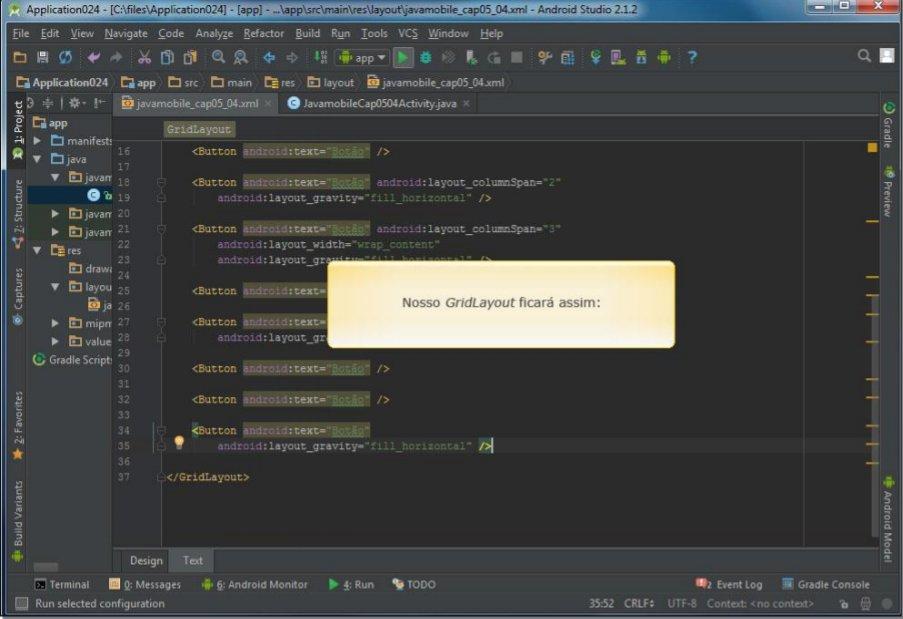 Application024 - [C:\files\Application024] - [app] - ...\app\src\main\res\layout\javamobile_cap05_04.xml - Android Studio 2.1.2
File Edit View Navigate Code Analyze Refactor Build Run Tools VCS Window Help
app
Application024 app src main res layout javamobile_cap05_04.xml
1: Project
javamobile_cap05_04.xml × JavamobileCap0504Activity.java ×
Gradle
app
GridLayout
manifests
16 <Button android:text="Botão" />
java
17
javam
18 <Button android:text="Botão" android:layout_columnSpan="2"
Preview
19 android:layout_gravity="fill_horizontal" />
Z: Structure
javam
20
javam
21 <Button android:text="Botão" android:layout_columnSpan="3"
res
22 android:layout_width="wrap_content"
23 android:layout_gravity="fill_horizontal" />
drawa
24
layou
25 <Button android:text=
Captures
ja
26
Nosso GridLayout ficará assim:
mipm
27 <Button android:text=
value
28 android:layout_gr
Gradle Scripts
29
30 <Button android:text="Botão" />
31
32 <Button android:text="Botão" />
33
2: Favorites
34 <Button android:text="Botão"
35 android:layout_gravity="fill_horizontal" />
36
37 </GridLayout>
Build Variants
Android Model
Design Text
Terminal 0: Messages 6: Android Monitor 4: Run TODO 2 Event Log Gradle Console
Run selected configuration 35:52 CRLF UTF-8 Context: <no context>